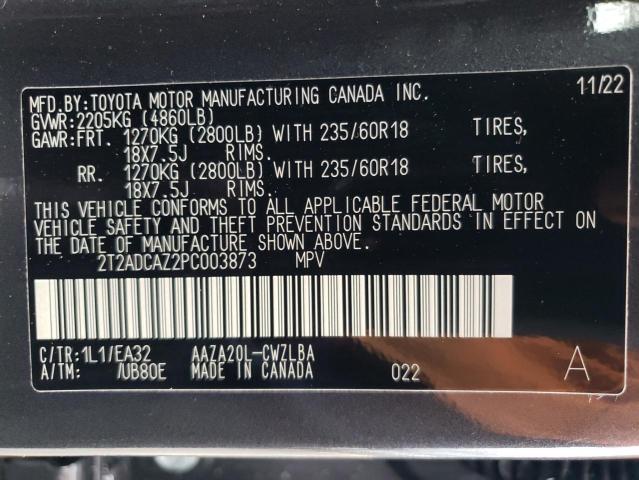 MFD.BY:TOYOTA MOTOR MANUFACTURING CANADA INC. 11/22
GVWR:2205KG (4860LB)
GAWR:FRT. 1270KG (2800LB) WITH 235/60R18 TIRES,
18X7.5J RIMS.
RR. 1270KG (2800LB) WITH 235/60R18 TIRES,
18X7.5J RIMS.
THIS VEHICLE CONFORMS TO ALL APPLICABLE FEDERAL MOTOR
VEHICLE SAFETY AND THEFT PREVENTION STANDARDS IN EFFECT ON
THE DATE OF MANUFACTURE SHOWN ABOVE.
2T2ADCAZ2PC003873 MPV
C/TR:1L1/EA32 AAZA20L-CWZLBA
A/TM: /UB80E MADE IN CANADA 022 A